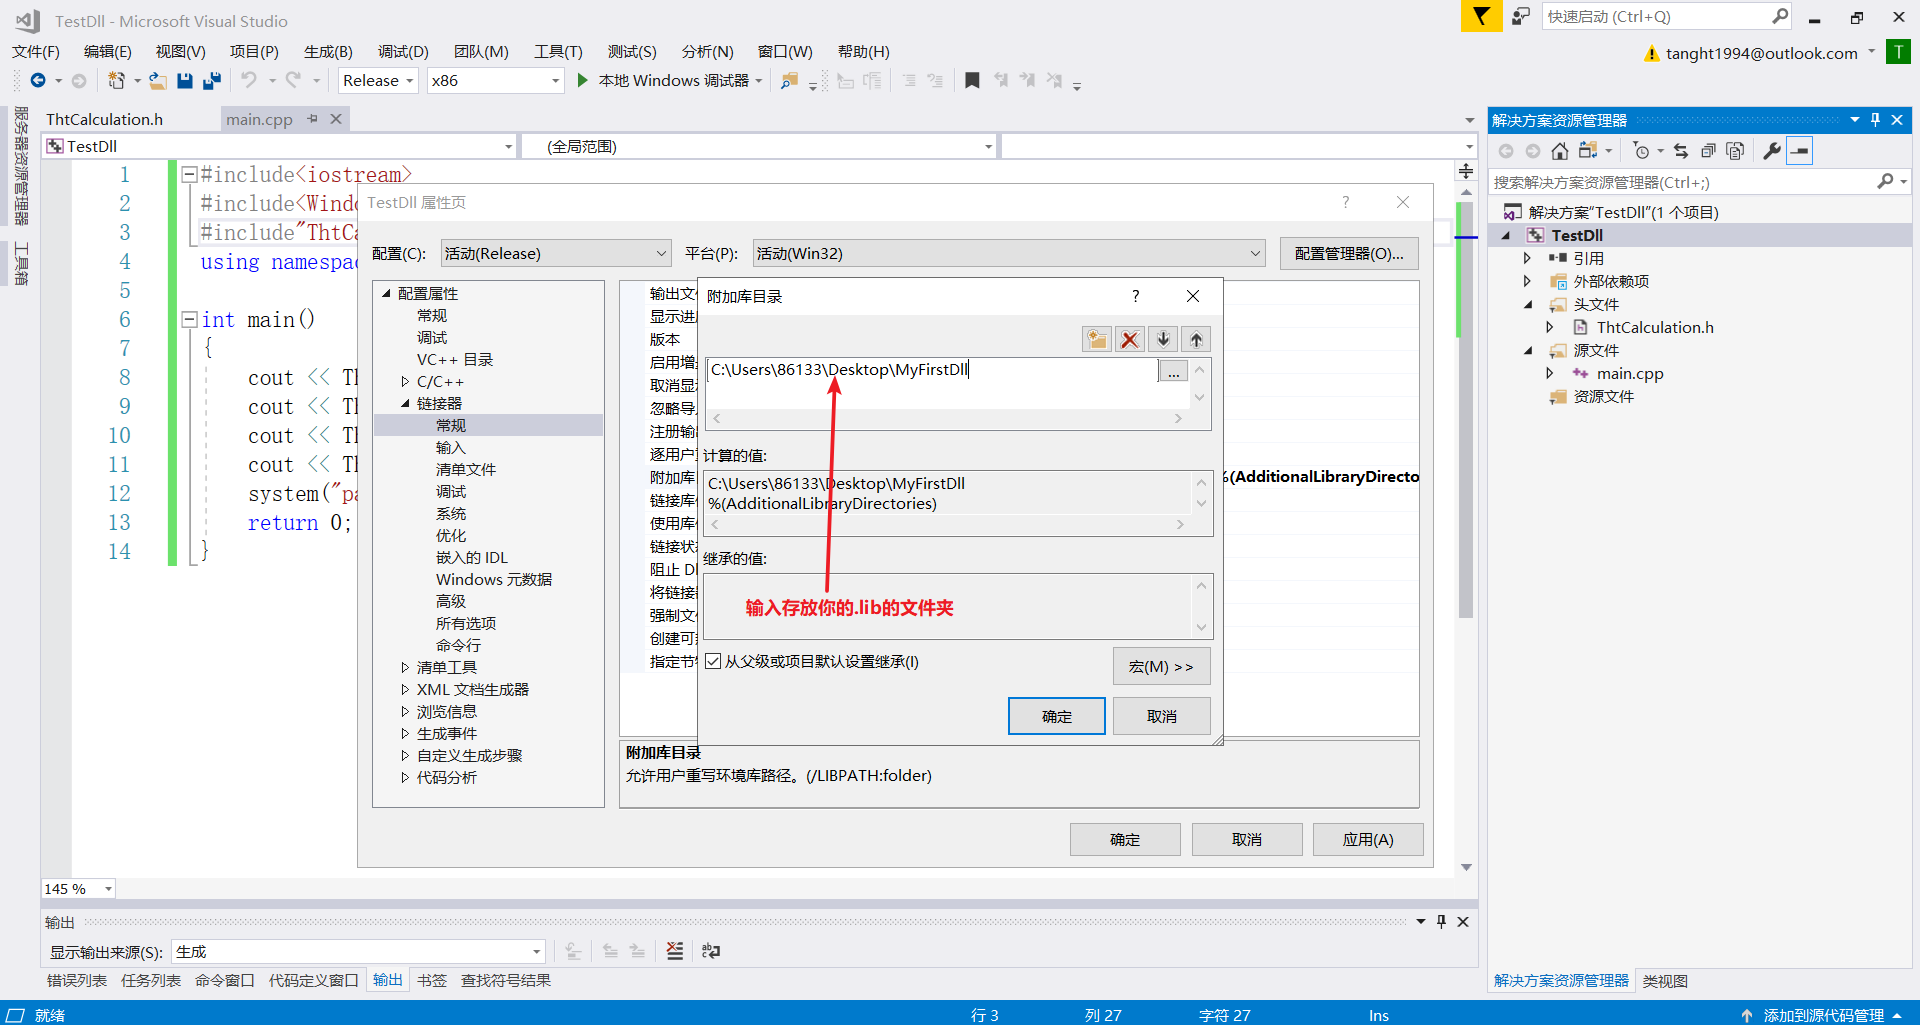 TestDll - Microsoft Visual Studio
快速启动 (Ctrl+Q)
文件(F) 编辑(E) 视图(V) 项目(P) 生成(B) 调试(D) 团队(M) 工具(T) 测试(S) 分析(N) 窗口(W) 帮助(H)
tanght1994@outlook.com T
Release x86 本地 Windows 调试器
服务器资源管理器
工具箱
ThtCalculation.h main.cpp
TestDll (全局范围)
1 #include<iostream>
2 #include<Windo
3 #include"ThtCa
4 using namespac
5
6 int main()
7 {
8 cout << Th
9 cout << Th
10 cout << Th
11 cout << Th
12 system("pa
13 return 0;
14 }
TestDll 属性页 ?
配置(C): 活动(Release) 平台(P): 活动(Win32) 配置管理器(O)...
配置属性
常规
调试
VC++ 目录
C/C++
链接器
常规
输入
清单文件
调试
系统
优化
嵌入的 IDL
Windows 元数据
高级
所有选项
命令行
清单工具
XML 文档生成器
浏览信息
生成事件
自定义生成步骤
代码分析
输出文
显示进
版本
启用增
取消显
忽略导
注册输
逐用户
附加库 %(AdditionalLibraryDirecto
链接库
使用库
链接状
阻止 Dl
将链接
强制文
创建可
指定节
附加库目录 ?
C:\Users\86133\Desktop\MyFirstDll ...
计算的值:
C:\Users\86133\Desktop\MyFirstDll
%(AdditionalLibraryDirectories)
继承的值:
输入存放你的.lib的文件夹
从父级或项目默认设置继承(I)
宏(M) >>
确定 取消
附加库目录
允许用户重写环境库路径。(/LIBPATH:folder)
确定 取消 应用(A)
145 %
输出
显示输出来源(S): 生成
错误列表 任务列表 命令窗口 代码定义窗口 输出 书签 查找符号结果
解决方案资源管理器
搜索解决方案资源管理器(Ctrl+;)
解决方案"TestDll"(1 个项目)
TestDll
引用
外部依赖项
头文件
ThtCalculation.h
源文件
main.cpp
资源文件
解决方案资源管理器 类视图
就绪 行 3 列 27 字符 27 Ins 添加到源代码管理